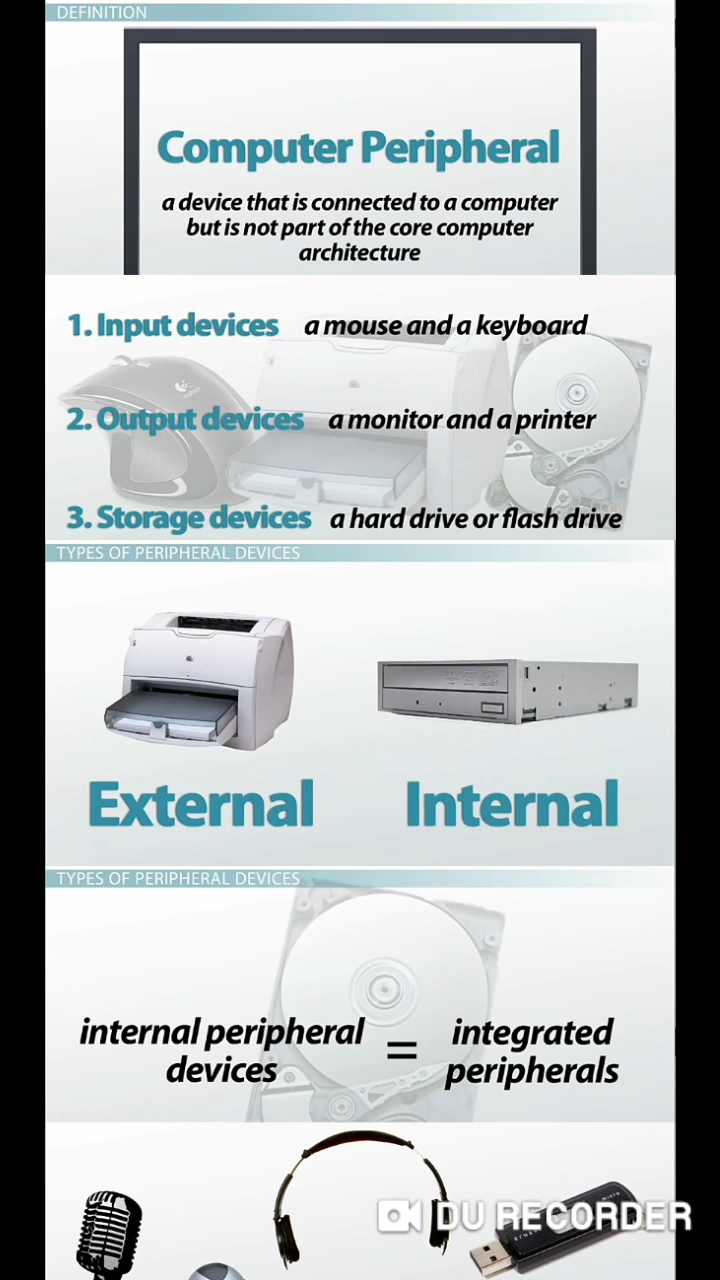 DEFINITION
Computer Peripheral
a device that is connected to a computer
but is not part of the core computer
architecture
1. Input devices a mouse and a keyboard
2. Output devices a monitor and a printer
3. Storage devices a hard drive or flash drive
TYPES OF PERIPHERAL DEVICES
External Internal
TYPES OF PERIPHERAL DEVICES
internal peripheral = integrated
devices peripherals
DU RECORDER